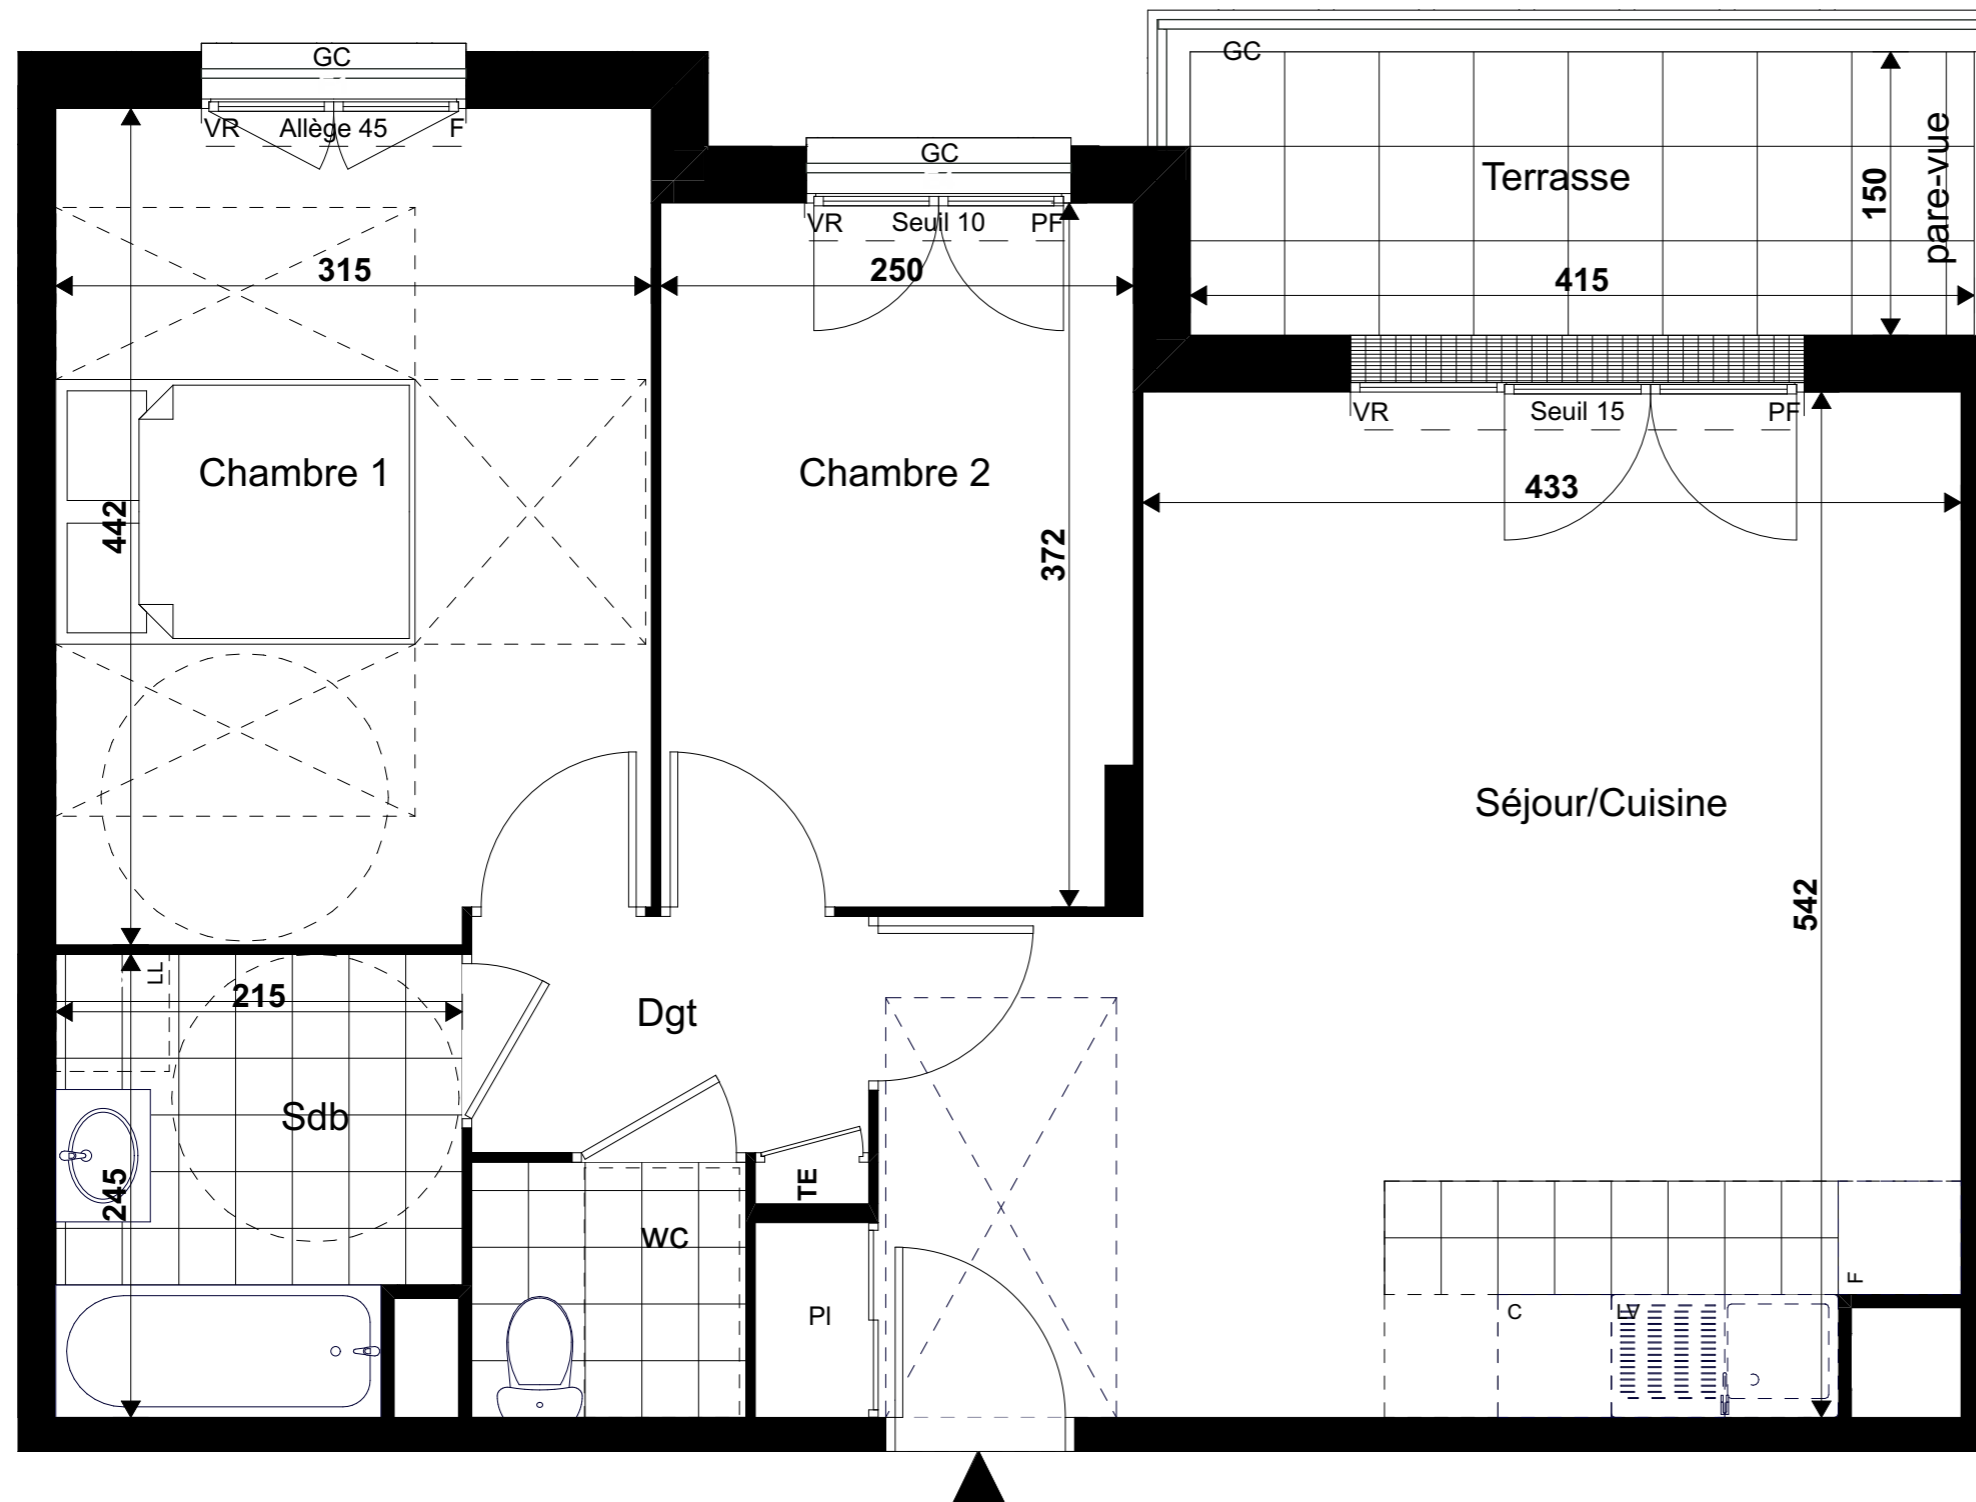 GC
GC
VR Allège 45 F
GC
VR Seuil 10 PF
Terrasse
150
pare-vue
315
250
415
VR Seuil 15 PF
Chambre 1
Chambre 2
433
442
372
Séjour/Cuisine
542
LL
215
Dgt
Sdb
245
TE
wc
Pl
F
C
LV